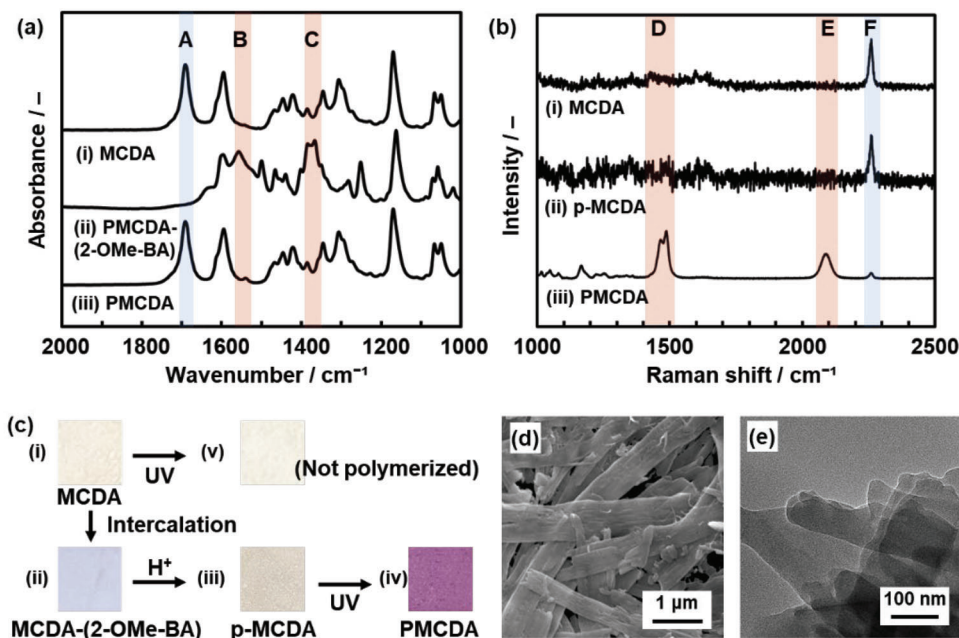 (a)
A B C
(i) MCDA
(ii) PMCDA-
(2-OMe-BA)
(iii) PMCDA
Absorbance / –
2000 1800 1600 1400 1200 1000
Wavenumber / cm⁻¹
(b)
D E F
(i) MCDA
(ii) p-MCDA
(iii) PMCDA
Intensity / –
1000 1500 2000 2500
Raman shift / cm⁻¹
(c)
(i)
MCDA
UV
(v)
(Not polymerized)
Intercalation
(ii)
MCDA-(2-OMe-BA)
H⁺
(iii)
p-MCDA
UV
(iv)
PMCDA
(d)
1 μm
(e)
100 nm